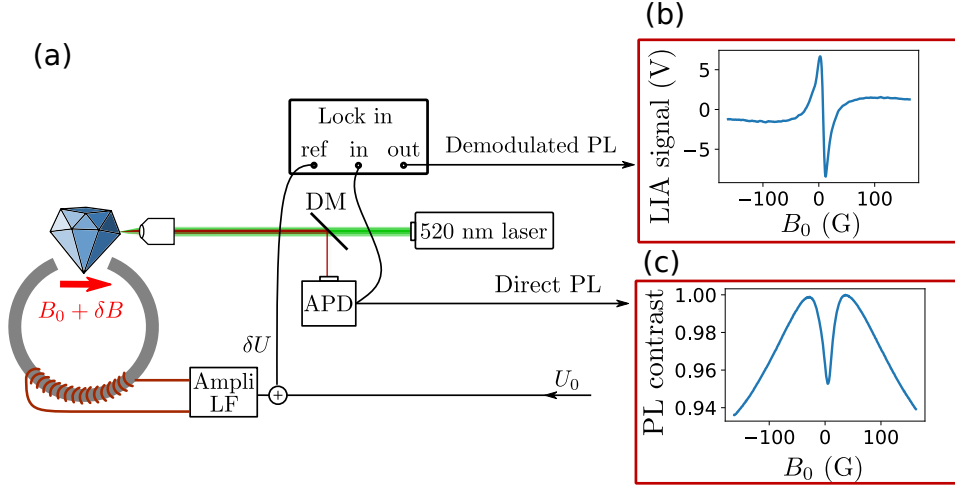 (a)
Lock in
ref in out
Demodulated PL
DM
520 nm laser
APD
Direct PL
B₀ + δB
δU
Ampli
LF
+
U₀
(b)
LIA signal (V)
5
0
−5
−100 0 100
B₀ (G)
(c)
PL contrast
1.00
0.98
0.96
0.94
−100 0 100
B₀ (G)